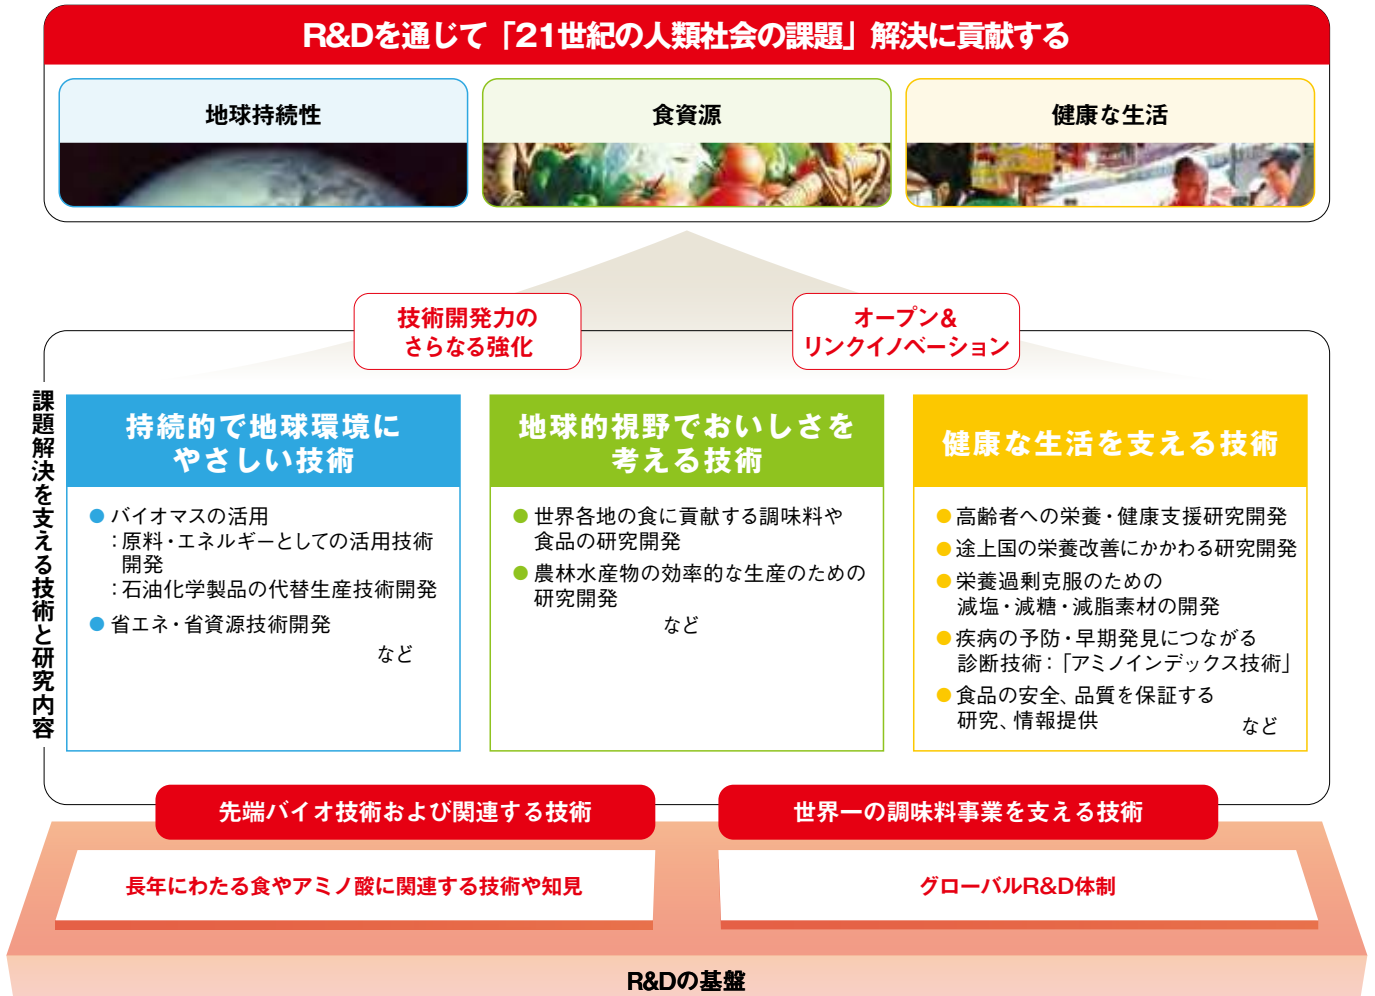 R&Dを通じて「21世紀の人類社会の課題」解決に貢献する
地球持続性
食資源
健康な生活
技術開発力の
さらなる強化
オープン&
リンクイノベーション
課題解決を支える技術と研究内容
持続的で地球環境に
やさしい技術
● バイオマスの活用
:原料・エネルギーとしての活用技術
開発
:石油化学製品の代替生産技術開発
● 省エネ・省資源技術開発
など
地球的視野でおいしさを
考える技術
● 世界各地の食に貢献する調味料や
食品の研究開発
● 農林水産物の効率的な生産のための
研究開発
など
健康な生活を支える技術
● 高齢者への栄養・健康支援研究開発
● 途上国の栄養改善にかかわる研究開発
● 栄養過剰克服のための
減塩・減糖・減脂素材の開発
● 疾病の予防・早期発見につながる
診断技術:「アミノインデックス技術」
● 食品の安全、品質を保証する
研究、情報提供
など
先端バイオ技術および関連する技術
世界一の調味料事業を支える技術
長年にわたる食やアミノ酸に関連する技術や知見
グローバルR&D体制
R&Dの基盤